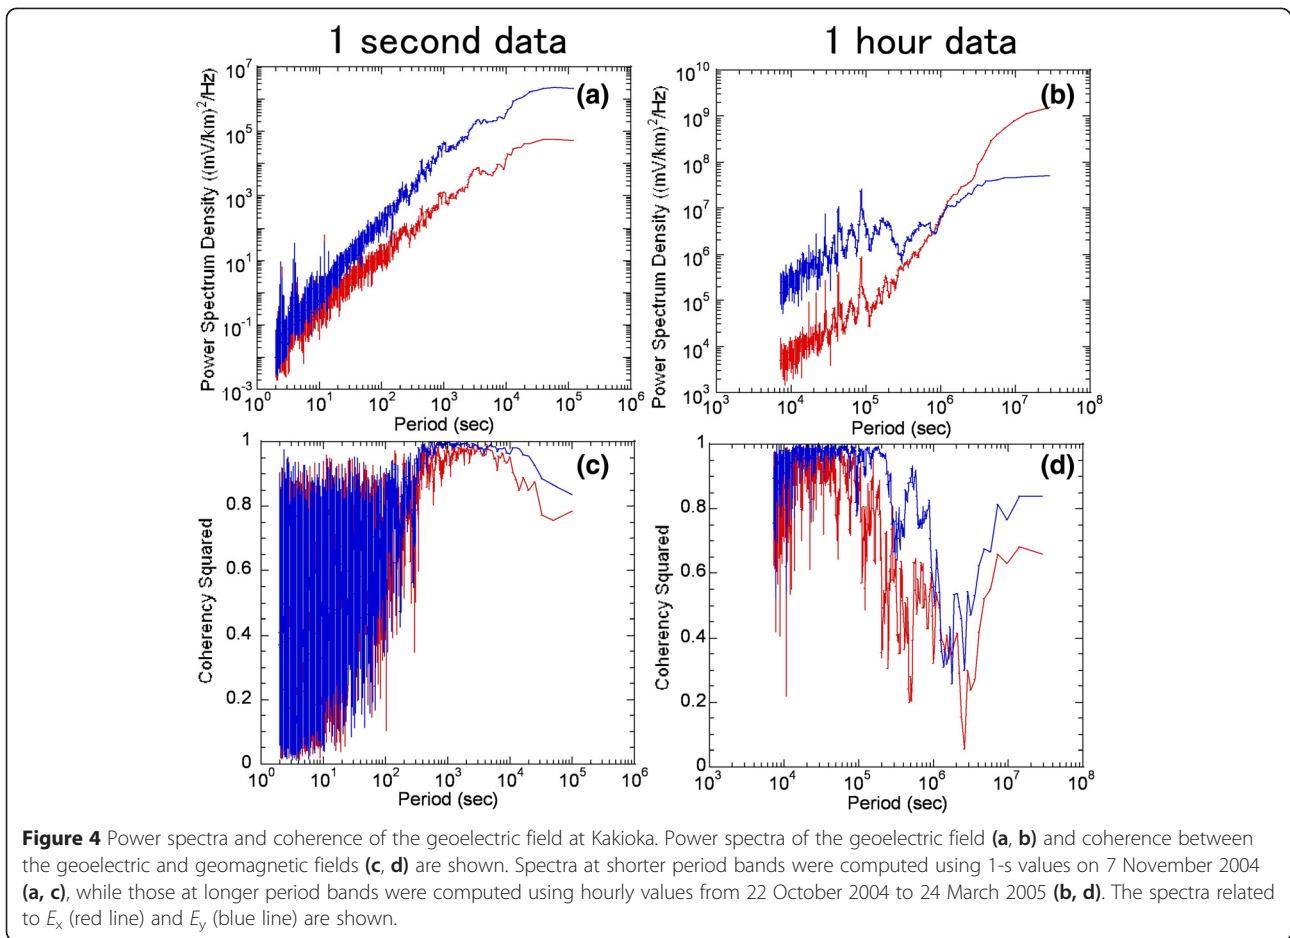 1 second data
1 hour data
(a)
Power Spectrum Density ((mV/km)²/Hz)
10⁷
10⁵
10³
10¹
10⁻¹
10⁻³
10⁰ 10¹ 10² 10³ 10⁴ 10⁵ 10⁶
Period (sec)
(b)
Power Spectrum Density ((mV/km)²/Hz)
10¹⁰
10⁹
10⁸
10⁷
10⁶
10⁵
10⁴
10³
10³ 10⁴ 10⁵ 10⁶ 10⁷ 10⁸
Period (sec)
(c)
Coherency Squared
1
0.8
0.6
0.4
0.2
0
10⁰ 10¹ 10² 10³ 10⁴ 10⁵ 10⁶
Period (sec)
(d)
Coherency Squared
1
0.8
0.6
0.4
0.2
0
10³ 10⁴ 10⁵ 10⁶ 10⁷ 10⁸
Period (sec)
Figure 4 Power spectra and coherence of the geoelectric field at Kakioka. Power spectra of the geoelectric field (a, b) and coherence between
the geoelectric and geomagnetic fields (c, d) are shown. Spectra at shorter period bands were computed using 1-s values on 7 November 2004
(a, c), while those at longer period bands were computed using hourly values from 22 October 2004 to 24 March 2005 (b, d). The spectra related
to Eₓ (red line) and Eᵧ (blue line) are shown.